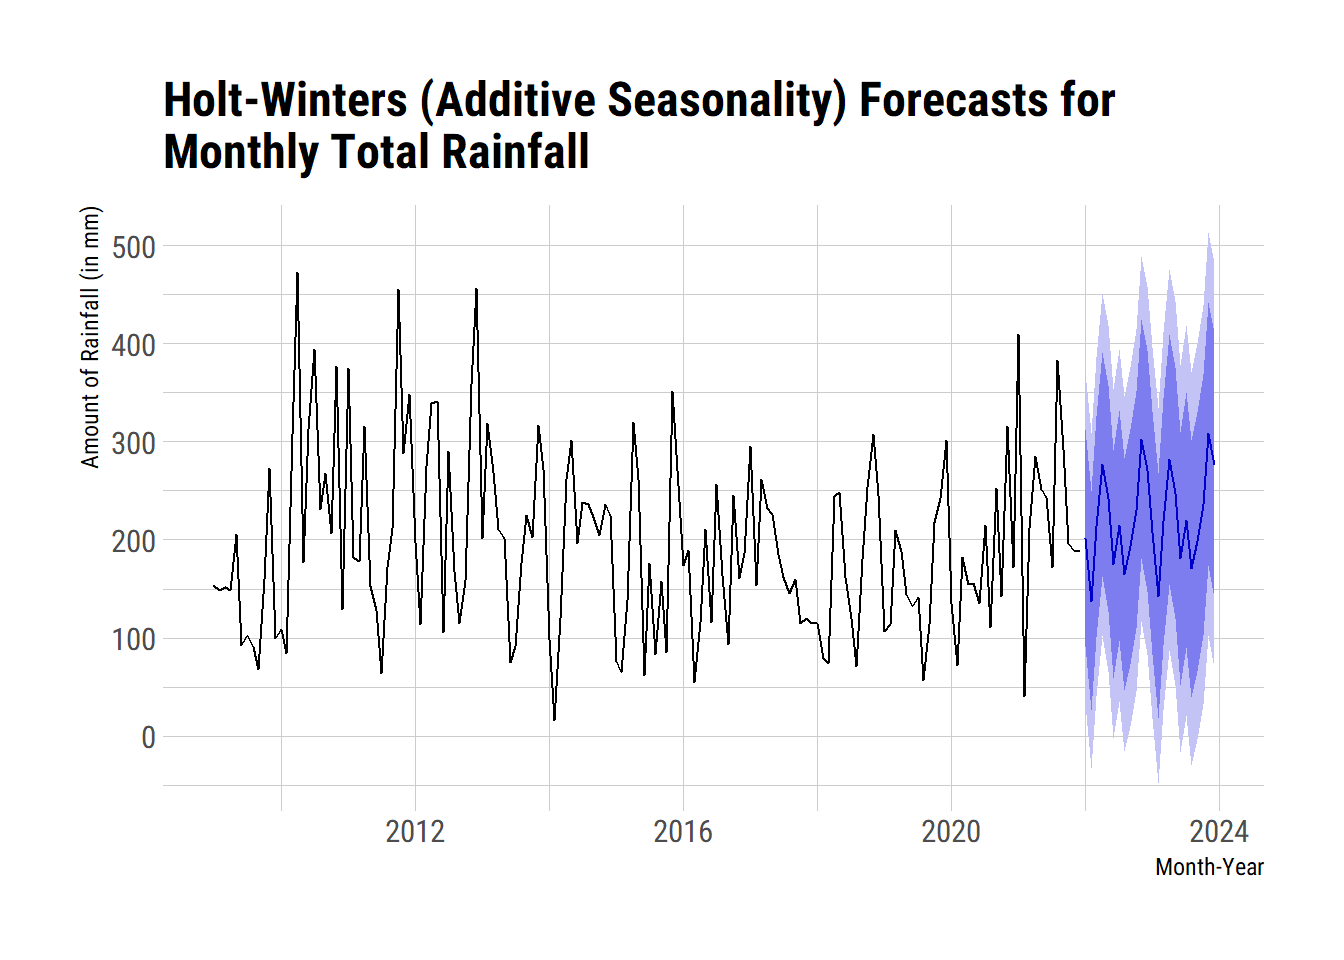 Holt-Winters (Additive Seasonality) Forecasts for
Monthly Total Rainfall
Amount of Rainfall (in mm)
500
400
300
200
100
0
2012
2016
2020
2024
Month-Year